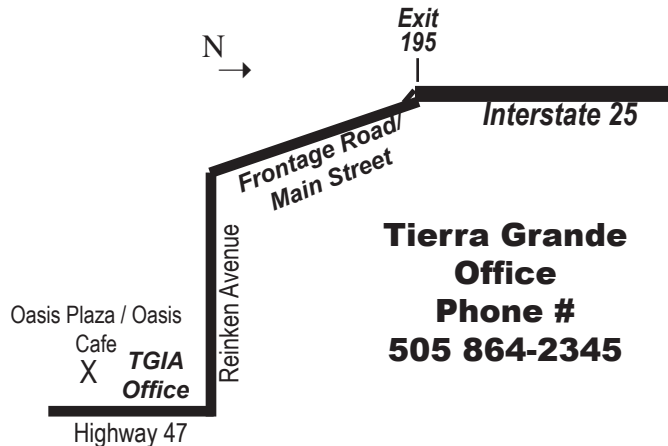 Exit
195
N
Interstate 25
Frontage Road/
Main Street
Reinken Avenue
Tierra Grande
Office
Phone #
505 864-2345
Oasis Plaza / Oasis
Cafe
X
TGIA
Office
Highway 47